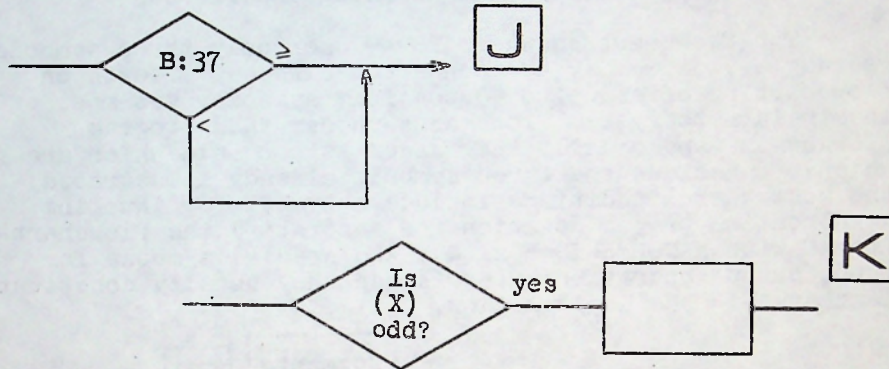 J
B:37
≥
<
K
Is
(X)
odd?
yes